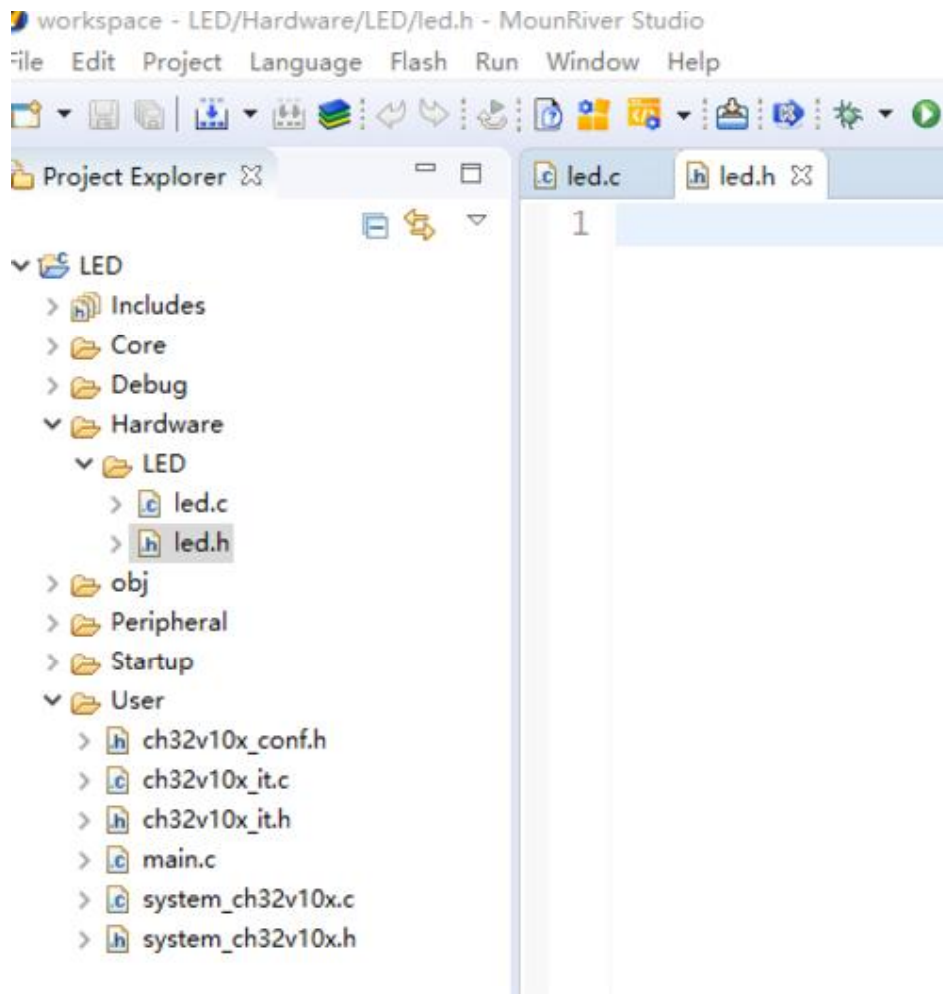 workspace - LED/Hardware/LED/led.h - MounRiver Studio
File Edit Project Language Flash Run Window Help
Project Explorer
led.c led.h
1
LED
Includes
Core
Debug
Hardware
LED
led.c
led.h
obj
Peripheral
Startup
User
ch32v10x_conf.h
ch32v10x_it.c
ch32v10x_it.h
main.c
system_ch32v10x.c
system_ch32v10x.h